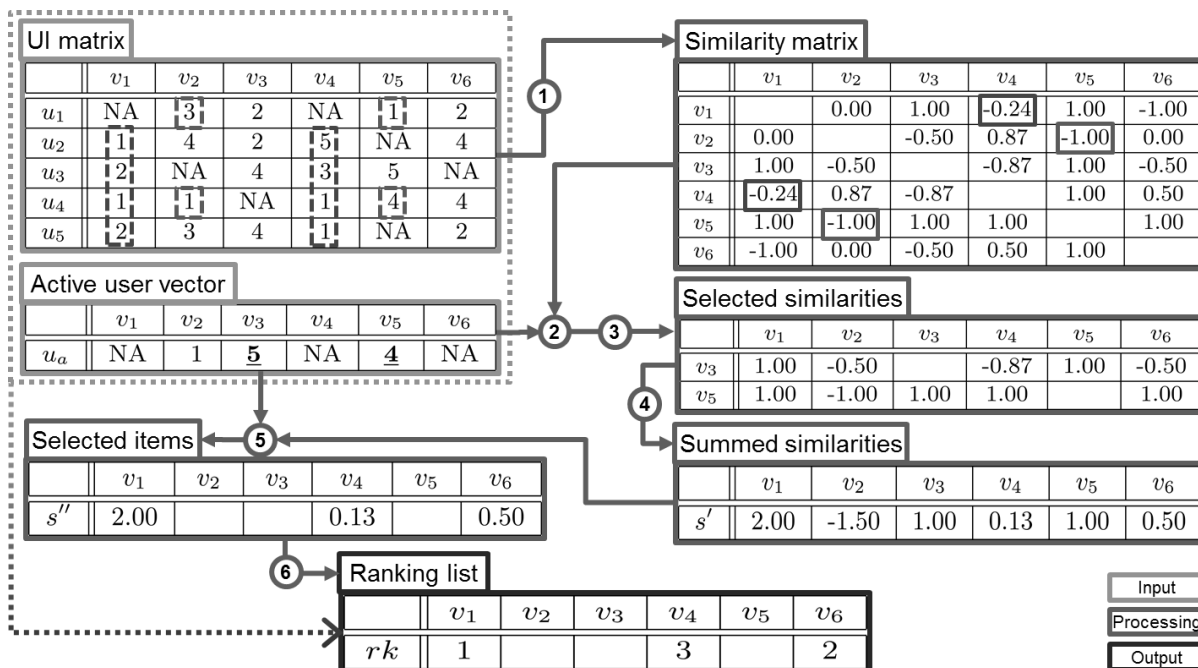 UI matrix
v1 v2 v3 v4 v5 v6
u1 NA 3 2 NA 1 2
u2 1 4 2 5 NA 4
u3 2 NA 4 3 5 NA
u4 1 1 NA 1 4 4
u5 2 3 4 1 NA 2
1
Similarity matrix
v1 v2 v3 v4 v5 v6
v1 0.00 1.00 -0.24 1.00 -1.00
v2 0.00 -0.50 0.87 -1.00 0.00
v3 1.00 -0.50 -0.87 1.00 -0.50
v4 -0.24 0.87 -0.87 1.00 0.50
v5 1.00 -1.00 1.00 1.00 1.00
v6 -1.00 0.00 -0.50 0.50 1.00
Active user vector
v1 v2 v3 v4 v5 v6
ua NA 1 5 NA 4 NA
2
3
Selected similarities
v1 v2 v3 v4 v5 v6
v3 1.00 -0.50 -0.87 1.00 -0.50
v5 1.00 -1.00 1.00 1.00 1.00
4
Summed similarities
v1 v2 v3 v4 v5 v6
s′ 2.00 -1.50 1.00 0.13 1.00 0.50
5
Selected items
v1 v2 v3 v4 v5 v6
s″ 2.00 0.13 0.50
6
Ranking list
v1 v2 v3 v4 v5 v6
rk 1 3 2
Input
Processing
Output